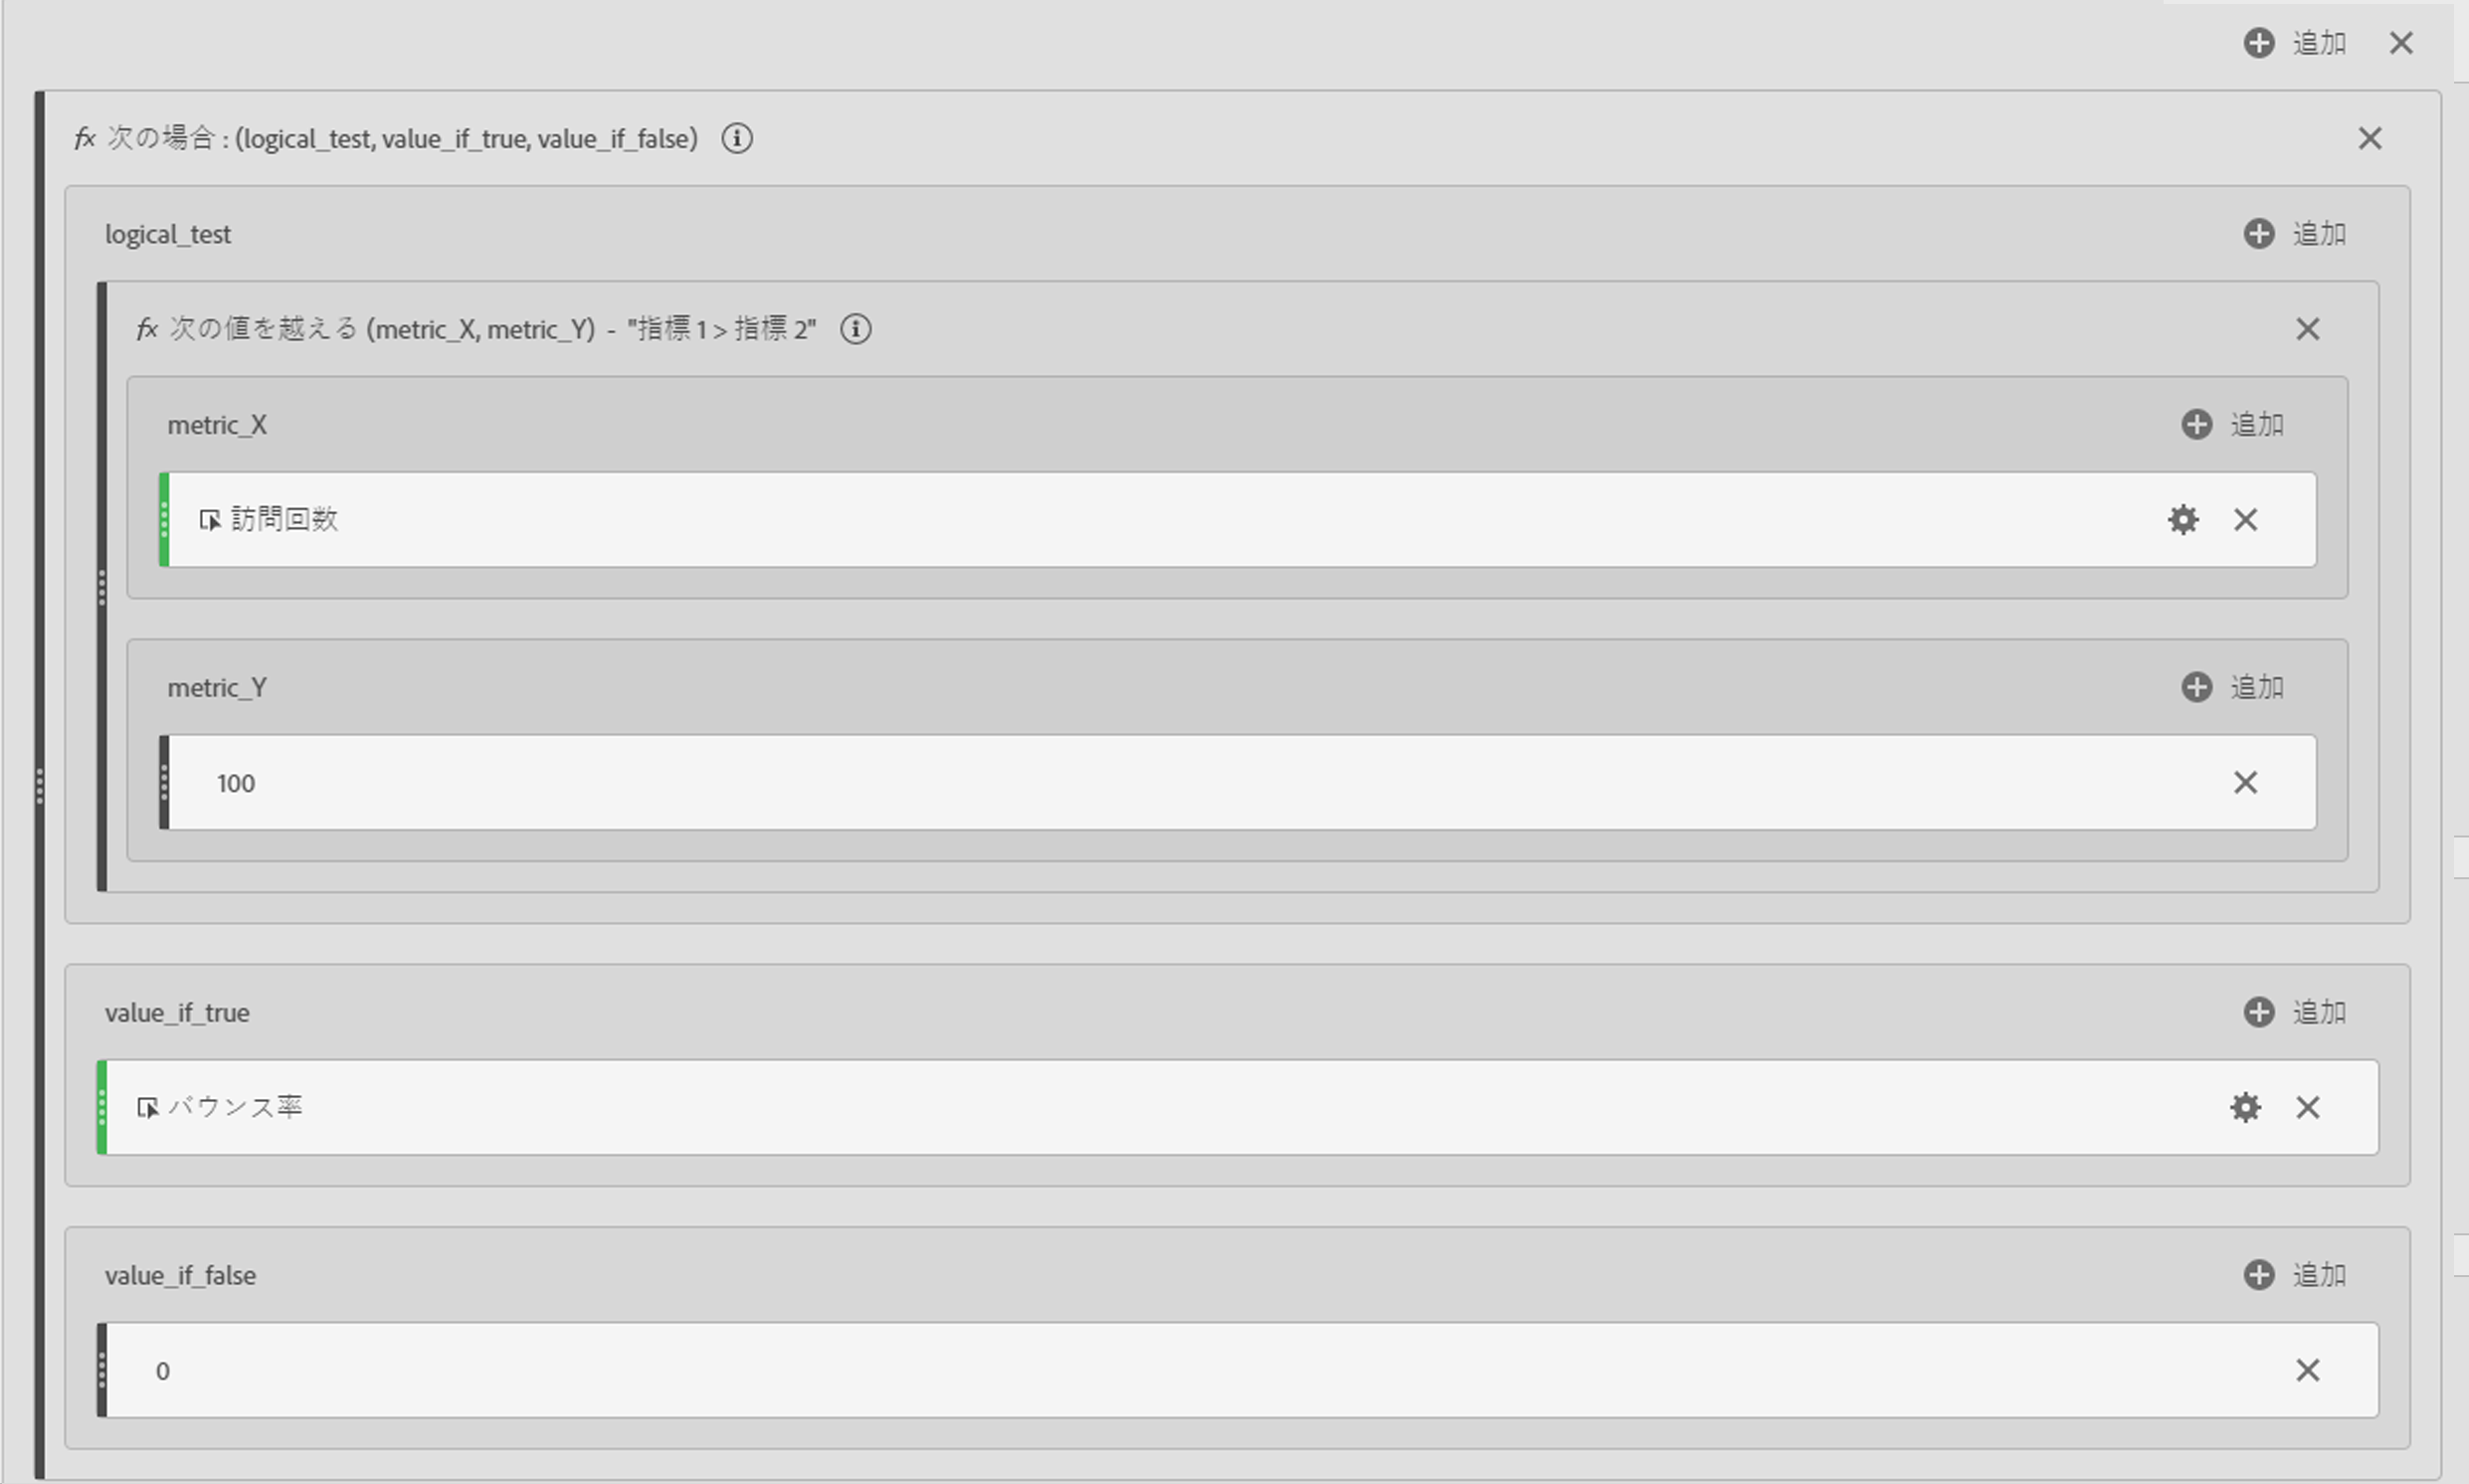 追加
fx 次の場合 : (logical_test, value_if_true, value_if_false)
logical_test 追加
fx 次の値を越える (metric_X, metric_Y) - "指標 1 > 指標 2"
metric_X 追加
訪問回数
metric_Y 追加
100
value_if_true 追加
バウンス率
value_if_false 追加
0